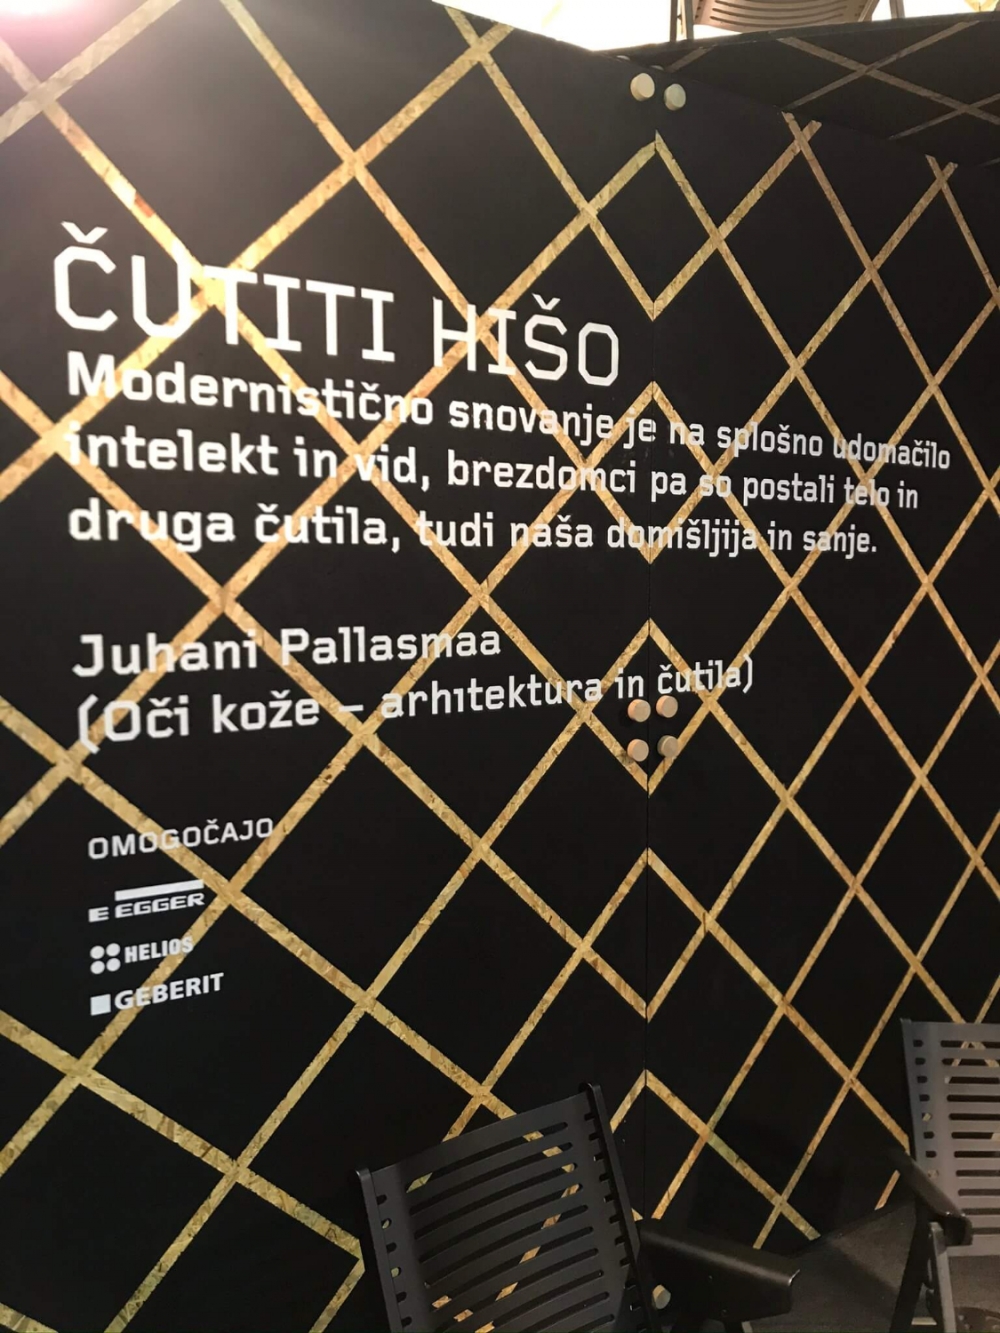 ČUTITI HIŠO
Modernistično snovanje je na splošno udomačilo
intelekt in vid, brezdomci pa so postali telo in
druga čutila, tudi naša domišljija in sanje.
Juhani Pallasmaa
(Oči kože – arhitektura in čutila)
OMOGOČAJO
E EGGER
HELIOS
GEBERIT